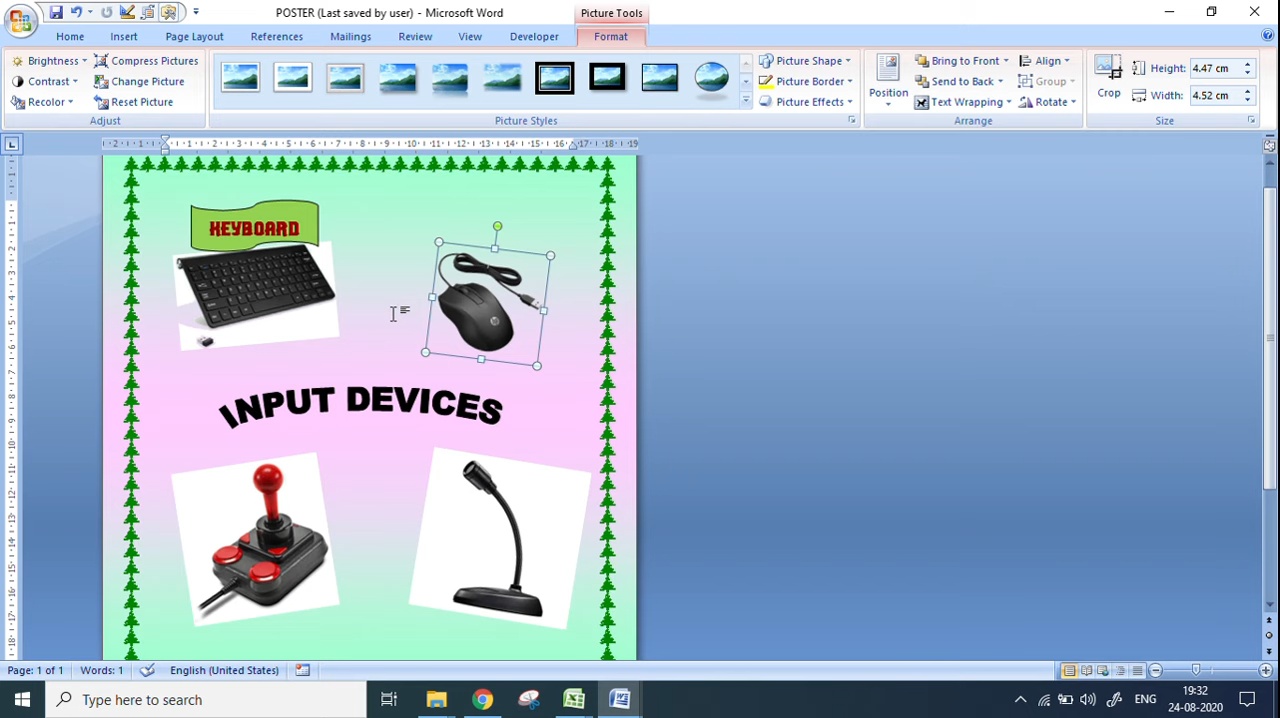 POSTER (Last saved by user) - Microsoft Word
Picture Tools
Home Insert Page Layout References Mailings Review View Developer Format
Brightness
Compress Pictures
Contrast
Change Picture
Recolor
Reset Picture
Adjust
Picture Shape
Picture Border
Picture Effects
Picture Styles
Position
Bring to Front
Send to Back
Text Wrapping
Align
Group
Rotate
Arrange
Crop
Height: 4.47 cm
Width: 4.52 cm
Size
KEYBOARD
INPUT DEVICES
Page: 1 of 1 Words: 1 English (United States)
Type here to search
ENG
19:32
24-08-2020